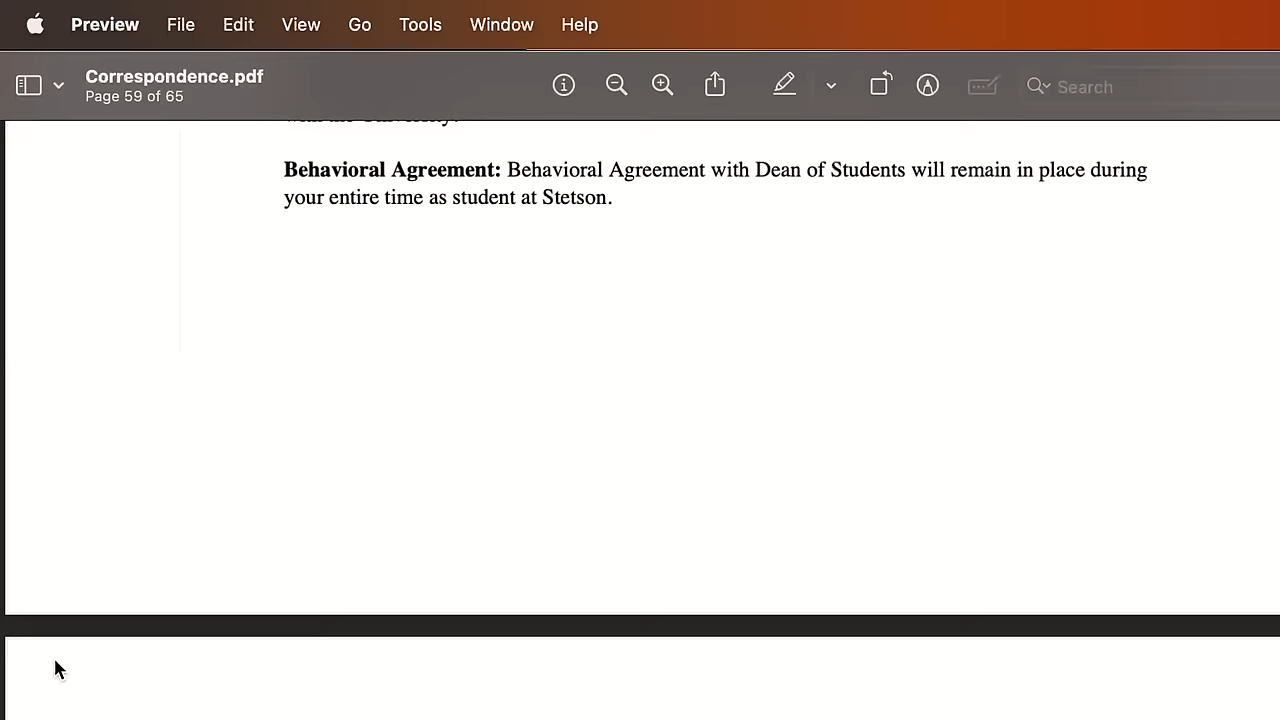 Preview File Edit View Go Tools Window Help
Correspondence.pdf
Page 59 of 65
Search
Behavioral Agreement: Behavioral Agreement with Dean of Students will remain in place during
your entire time as student at Stetson.